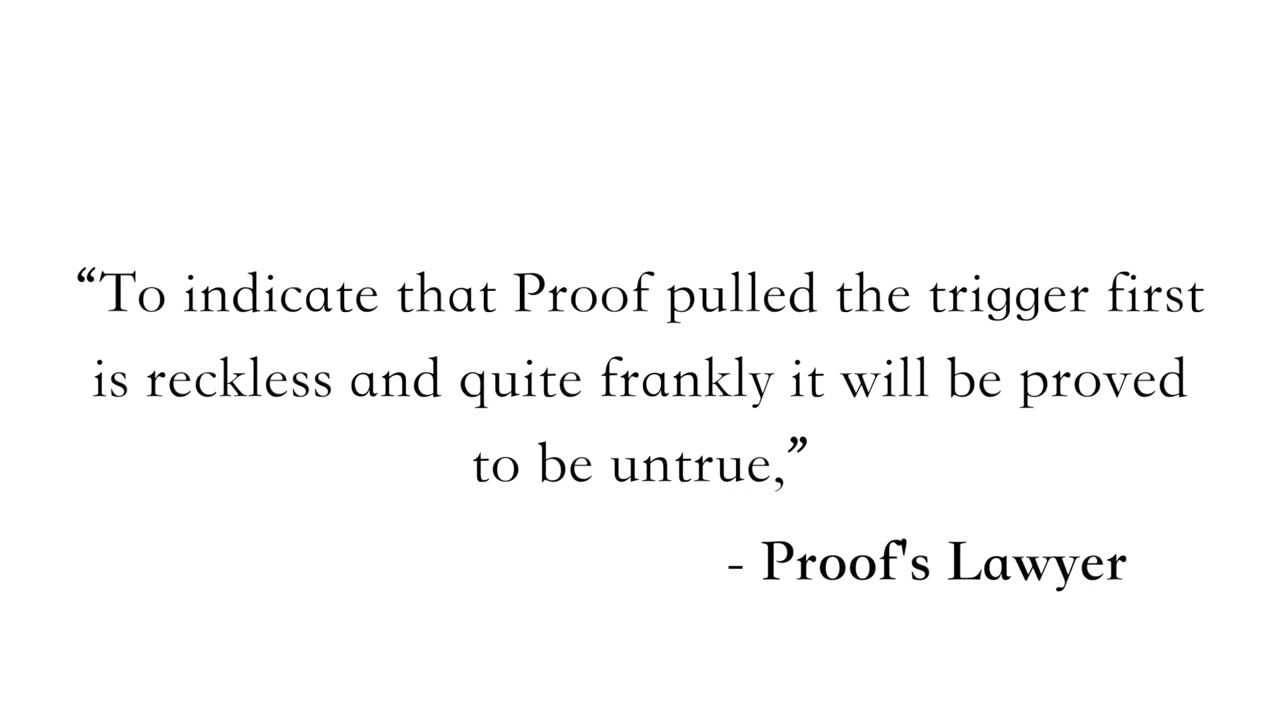 “To indicate that Proof pulled the trigger first
is reckless and quite frankly it will be proved
to be untrue,”
- Proof's Lawyer